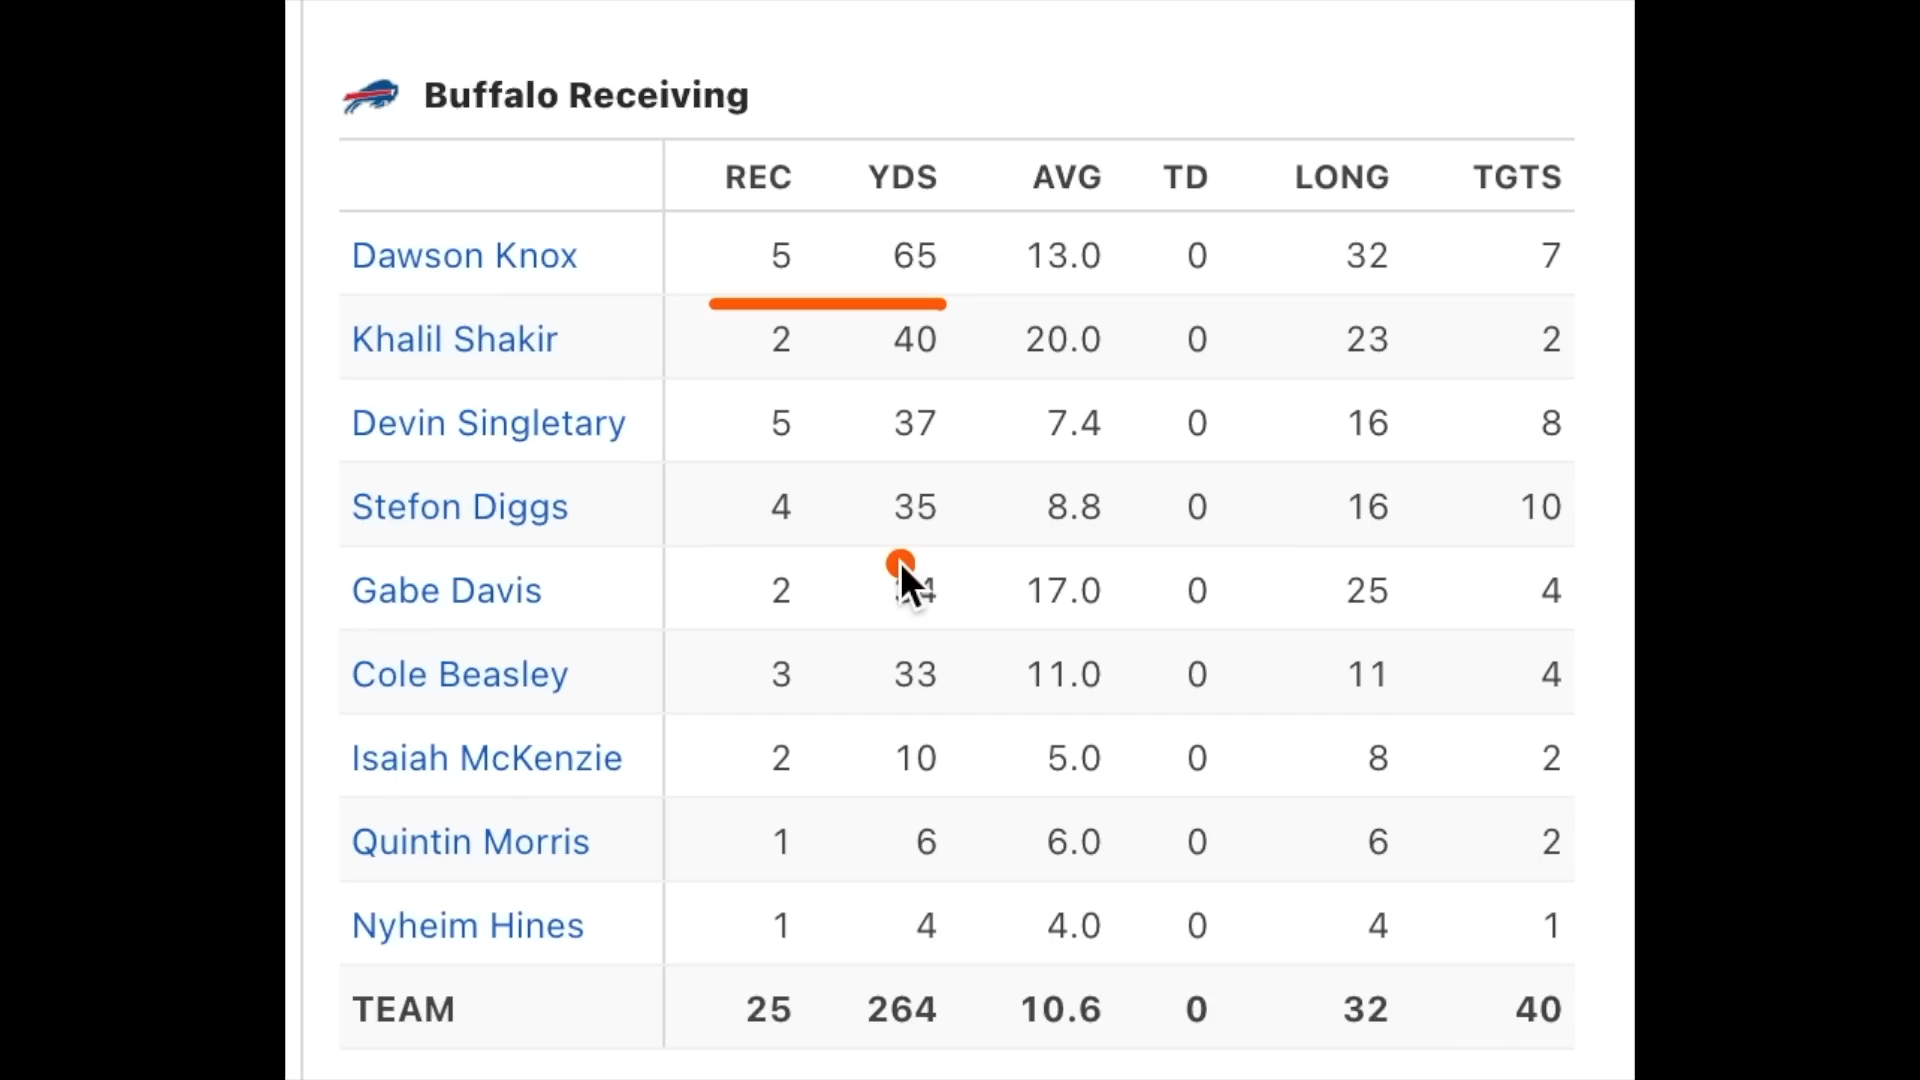 Buffalo Receiving
REC YDS AVG TD LONG TGTS
Dawson Knox 5 65 13.0 0 32 7
Khalil Shakir 2 40 20.0 0 23 2
Devin Singletary 5 37 7.4 0 16 8
Stefon Diggs 4 35 8.8 0 16 10
Gabe Davis 2 17.0 0 25 4
Cole Beasley 3 33 11.0 0 11 4
Isaiah McKenzie 2 10 5.0 0 8 2
Quintin Morris 1 6 6.0 0 6 2
Nyheim Hines 1 4 4.0 0 4 1
TEAM 25 264 10.6 0 32 40